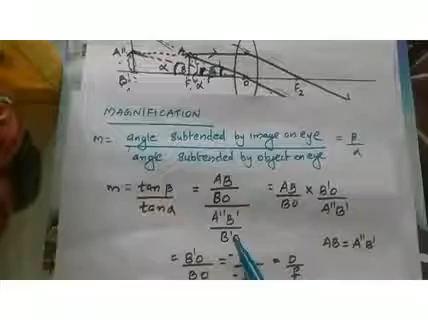 A" A
α β
B' F α B O F₂
MAGNIFICATION
m = angle subtended by image on eye / angle subtended by object on eye = β/α
m = tanβ/tanα = (AB/BO)/(A"B'/B'O) = AB/BO × B'O/A"B'
AB = A"B'
= B'O/BO = = D/f